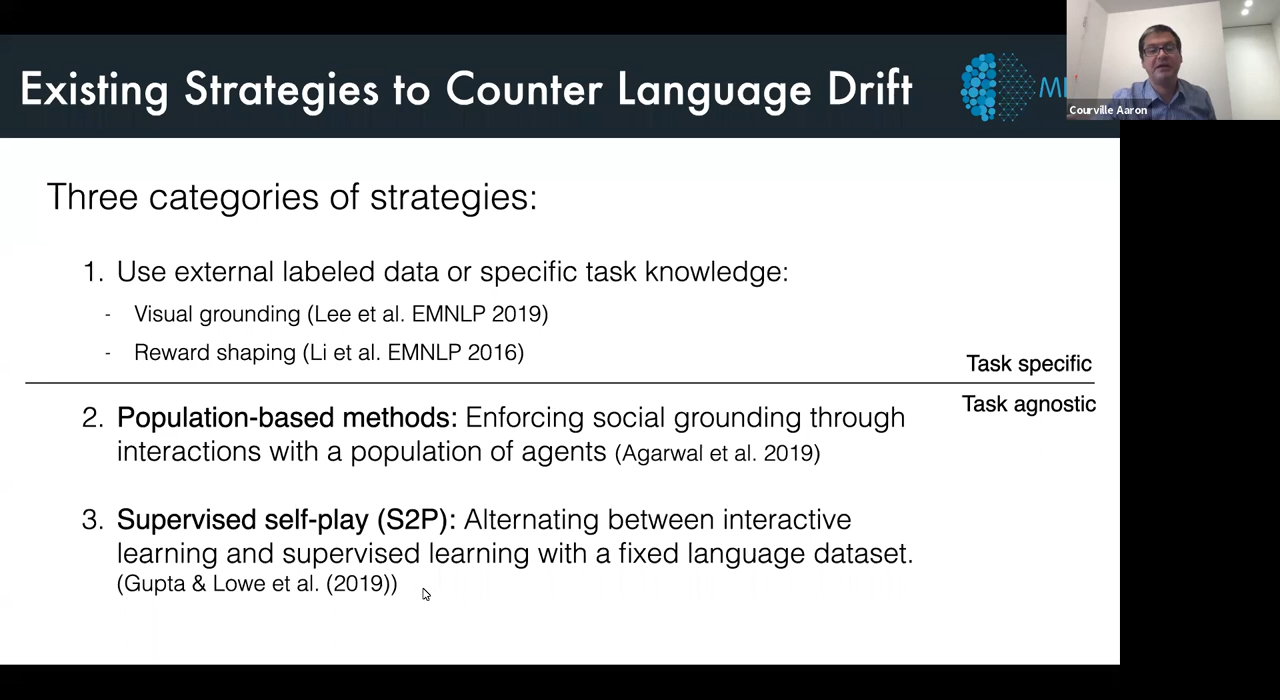 Existing Strategies to Counter Language Drift
Courville Aaron
Three categories of strategies:
1. Use external labeled data or specific task knowledge:
- Visual grounding (Lee et al. EMNLP 2019)
- Reward shaping (Li et al. EMNLP 2016)
Task specific
Task agnostic
2. Population-based methods: Enforcing social grounding through
interactions with a population of agents (Agarwal et al. 2019)
3. Supervised self-play (S2P): Alternating between interactive
learning and supervised learning with a fixed language dataset.
(Gupta & Lowe et al. (2019))